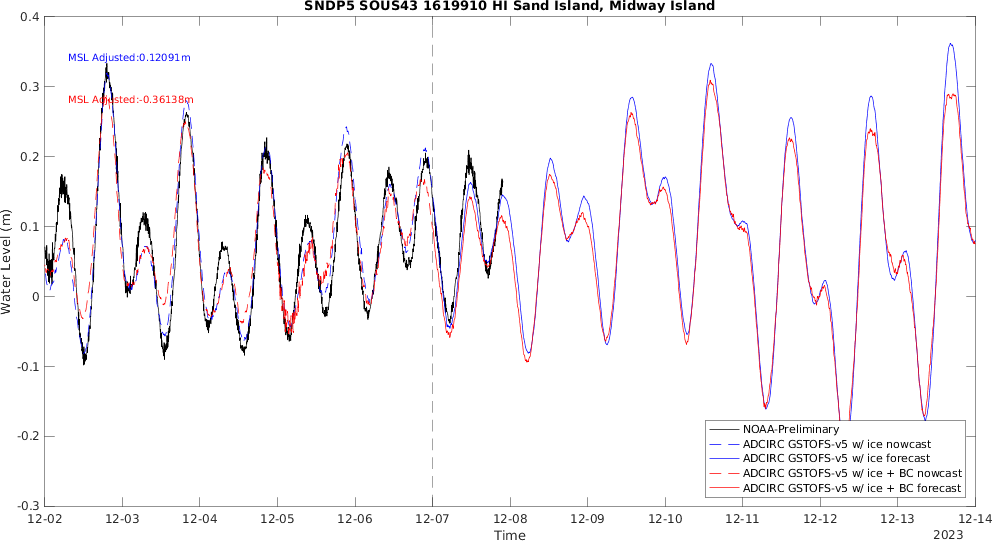 SNDP5 SOUS43 1619910 HI Sand Island, Midway Island
0.4
MSL Adjusted:0.12091m
0.3
MSL Adjusted:-0.36138m
0.2
0.1
Water Level (m)
0
-0.1
-0.2
NOAA-Preliminary
ADCIRC GSTOFS-v5 w/ ice nowcast
ADCIRC GSTOFS-v5 w/ ice forecast
ADCIRC GSTOFS-v5 w/ ice + BC nowcast
ADCIRC GSTOFS-v5 w/ ice + BC forecast
-0.3
12-02 12-03 12-04 12-05 12-06 12-07 12-08 12-09 12-10 12-11 12-12 12-13 12-14
Time
2023